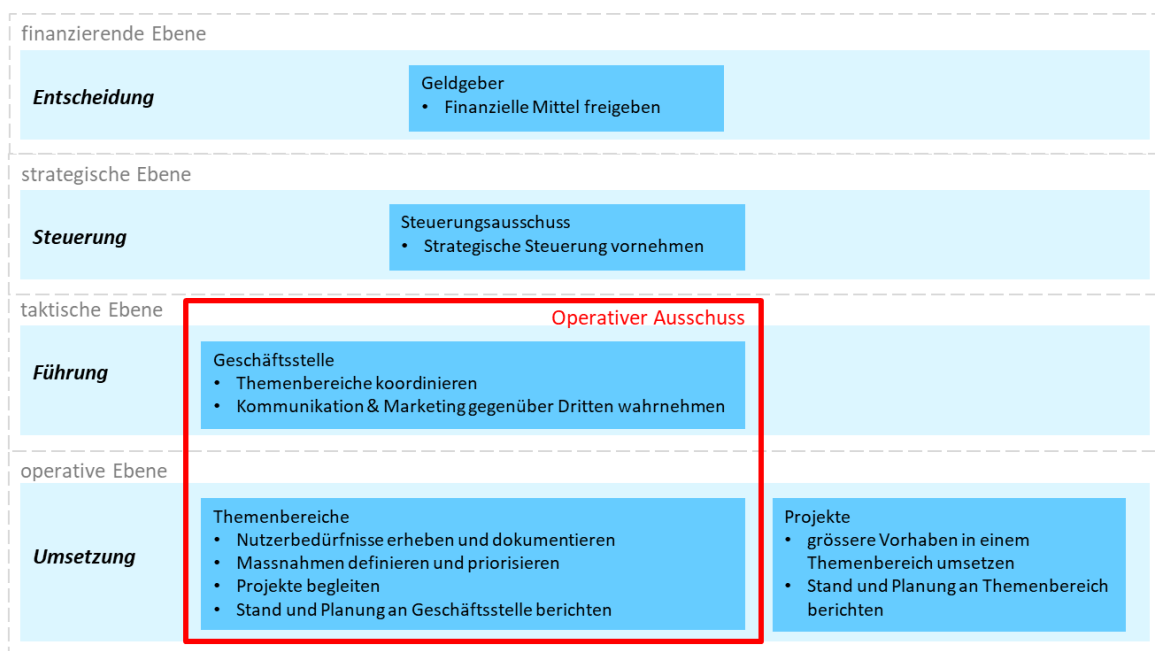 finanzierende Ebene
Entscheidung
Geldgeber
• Finanzielle Mittel freigeben
strategische Ebene
Steuerung
Steuerungsausschuss
• Strategische Steuerung vornehmen
taktische Ebene
Operativer Ausschuss
Führung
Geschäftsstelle
• Themenbereiche koordinieren
• Kommunikation & Marketing gegenüber Dritten wahrnehmen
operative Ebene
Umsetzung
Themenbereiche
• Nutzerbedürfnisse erheben und dokumentieren
• Massnahmen definieren und priorisieren
• Projekte begleiten
• Stand und Planung an Geschäftsstelle berichten
Projekte
• grössere Vorhaben in einem
Themenbereich umsetzen
• Stand und Planung an Themenbereich
berichten